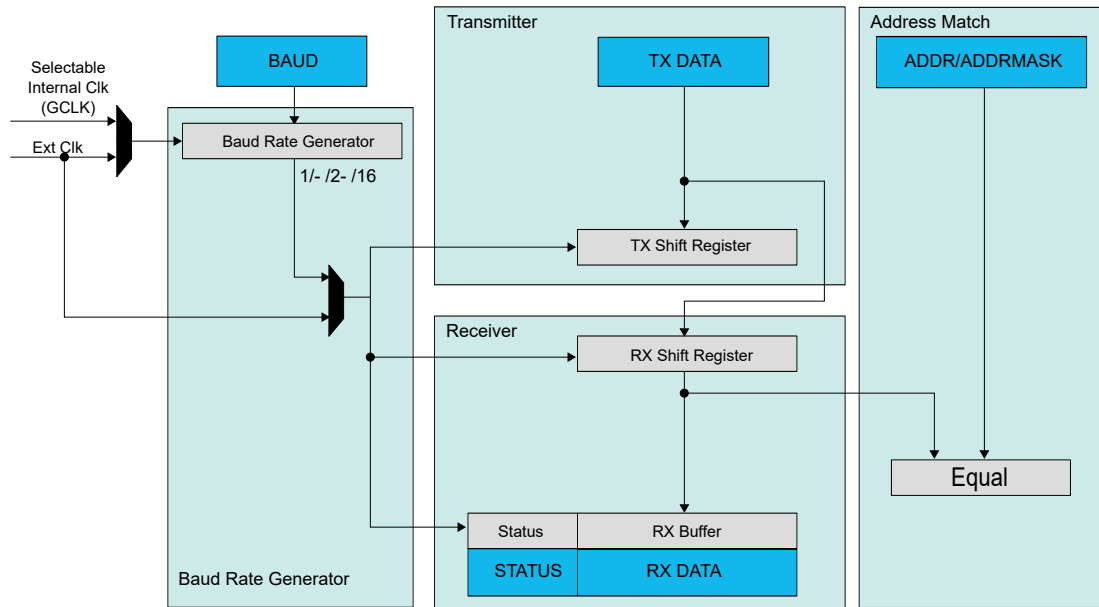 Transmitter
Address Match
BAUD
TX DATA
ADDR/ADDRMASK
Selectable
Internal Clk
(GCLK)
Ext Clk
Baud Rate Generator
1/- /2- /16
TX Shift Register
Receiver
RX Shift Register
Equal
Status
RX Buffer
STATUS
RX DATA
Baud Rate Generator